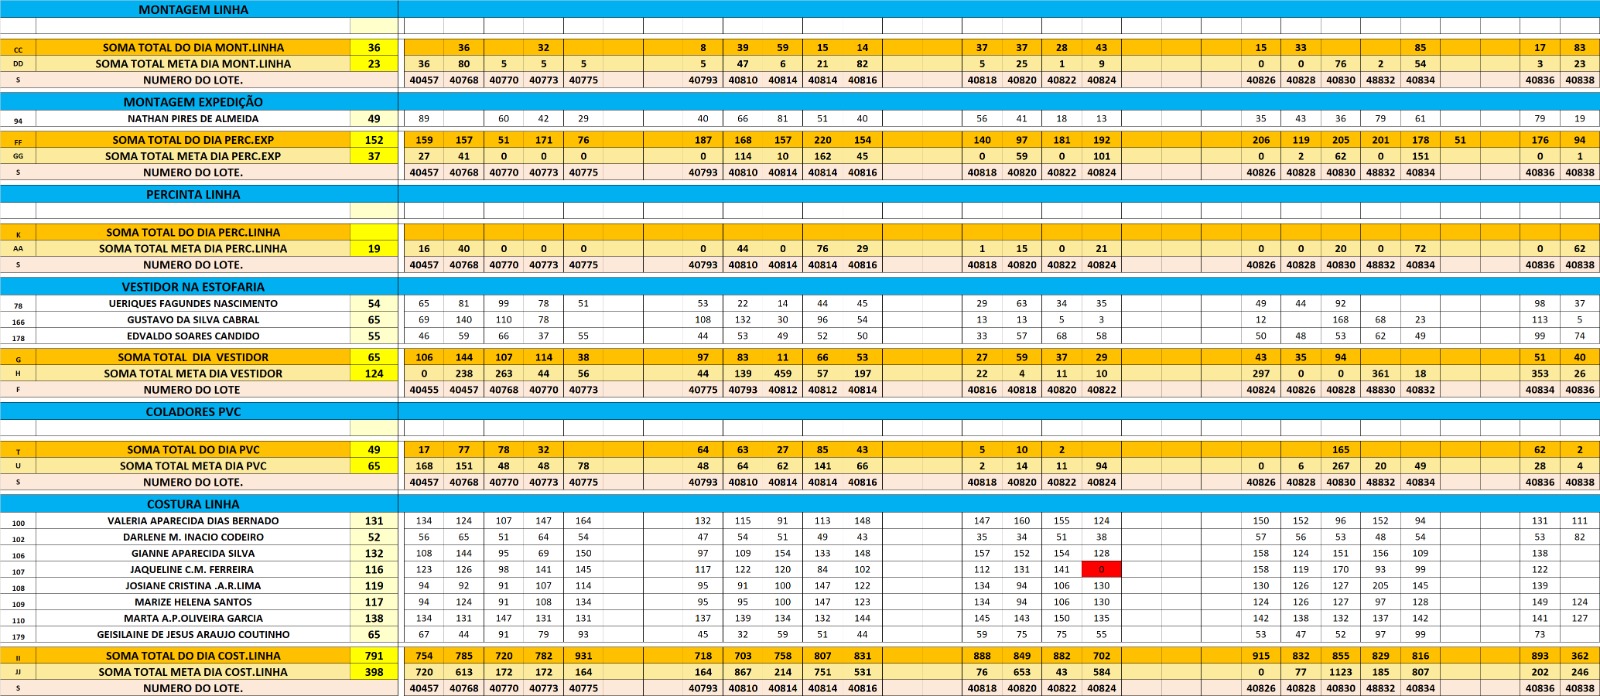 MONTAGEM LINHA
CC SOMA TOTAL DO DIA MONT.LINHA 36 36 32 8 39 59 15 14 37 37 28 43 15 33 85 17 83
DD SOMA TOTAL META DIA MONT.LINHA 23 36 80 5 5 5 5 47 6 21 82 5 25 1 9 0 0 76 2 54 3 23
S NUMERO DO LOTE. 40457 40768 40770 40773 40775 40793 40810 40814 40814 40816 40818 40820 40822 40824 40826 40828 40830 48832 40834 40836 40838
MONTAGEM EXPEDIÇÃO
94 NATHAN PIRES DE ALMEIDA 49 89 60 42 29 40 66 81 51 40 56 41 18 13 35 43 36 79 61 79 19
FF SOMA TOTAL DO DIA PERC.EXP 152 159 157 51 171 76 187 168 157 220 154 140 97 181 192 206 119 205 201 178 51 176 94
GG SOMA TOTAL META DIA PERC.EXP 37 27 41 0 0 0 0 114 10 162 45 0 59 0 101 0 2 62 0 151 0 1
S NUMERO DO LOTE. 40457 40768 40770 40773 40775 40793 40810 40814 40814 40816 40818 40820 40822 40824 40826 40828 40830 48832 40834 40836 40838
PERCINTA LINHA
K SOMA TOTAL DO DIA PERC.LINHA
AA SOMA TOTAL META DIA PERC.LINHA 19 16 40 0 0 0 0 44 0 76 29 1 15 0 21 0 0 20 0 72 0 62
S NUMERO DO LOTE. 40457 40768 40770 40773 40775 40793 40810 40814 40814 40816 40818 40820 40822 40824 40826 40828 40830 48832 40834 40836 40838
VESTIDOR NA ESTOFARIA
78 UERIQUES FAGUNDES NASCIMENTO 54 65 81 99 78 51 53 22 14 44 45 29 63 34 35 49 44 92 98 37
166 GUSTAVO DA SILVA CABRAL 65 69 140 110 78 108 132 30 96 54 13 13 5 3 12 168 68 23 113 5
178 EDVALDO SOARES CANDIDO 55 46 59 66 37 55 44 53 49 52 50 33 57 68 58 50 48 53 62 49 99 74
G SOMA TOTAL DIA VESTIDOR 65 106 144 107 114 38 97 83 11 66 53 27 59 37 29 43 35 94 51 40
H SOMA TOTAL META DIA VESTIDOR 124 0 238 263 44 56 44 139 459 57 197 22 4 11 10 297 0 0 361 18 353 26
F NUMERO DO LOTE 40455 40457 40768 40770 40773 40775 40793 40812 40812 40814 40816 40818 40820 40822 40824 40826 40828 40830 40832 40834 40836
COLADORES PVC
T SOMA TOTAL DO DIA PVC 49 17 77 78 32 64 63 27 85 43 5 10 2 165 62 2
U SOMA TOTAL META DIA PVC 65 168 151 48 48 78 48 64 62 141 66 2 14 11 94 0 6 267 20 49 28 4
S NUMERO DO LOTE. 40457 40768 40770 40773 40775 40793 40810 40814 40814 40816 40818 40820 40822 40824 40826 40828 40830 48832 40834 40836 40838
COSTURA LINHA
100 VALERIA APARECIDA DIAS BERNADO 131 134 124 107 147 164 132 115 91 113 148 147 160 155 124 150 152 96 152 94 131 111
102 DARLENE M. INACIO CODEIRO 52 56 65 51 64 54 47 54 51 49 43 35 34 51 38 57 56 53 48 54 53 82
106 GIANNE APARECIDA SILVA 132 108 144 95 69 150 97 109 154 133 148 157 152 154 128 158 124 151 156 109 138
107 JAQUELINE C.M. FERREIRA 116 123 126 98 141 145 117 122 120 84 102 112 131 141 0 158 119 170 93 99 122
108 JOSIANE CRISTINA .A.R.LIMA 119 94 92 91 107 114 95 91 100 147 122 134 94 106 130 130 126 127 205 145 139
109 MARIZE HELENA SANTOS 117 94 124 91 108 134 95 95 100 147 123 134 94 106 130 124 126 127 97 128 149 124
110 MARTA A.P.OLIVEIRA GARCIA 138 134 131 147 131 131 137 139 134 132 144 145 143 150 135 142 138 132 137 142 141 127
179 GEISILAINE DE JESUS ARAUJO COUTINHO 65 67 44 91 79 93 45 32 59 51 44 59 75 75 55 53 47 52 97 99 73
II SOMA TOTAL DO DIA COST.LINHA 791 754 785 720 782 931 718 703 758 807 831 888 849 882 702 915 832 855 829 816 893 362
JJ SOMA TOTAL META DIA COST.LINHA 398 720 613 172 172 164 164 867 214 751 531 76 653 43 584 0 77 1123 185 807 202 246
S NUMERO DO LOTE. 40457 40768 40770 40773 40775 40793 40810 40814 40814 40816 40818 40820 40822 40824 40826 40828 40830 48832 40834 40836 40838